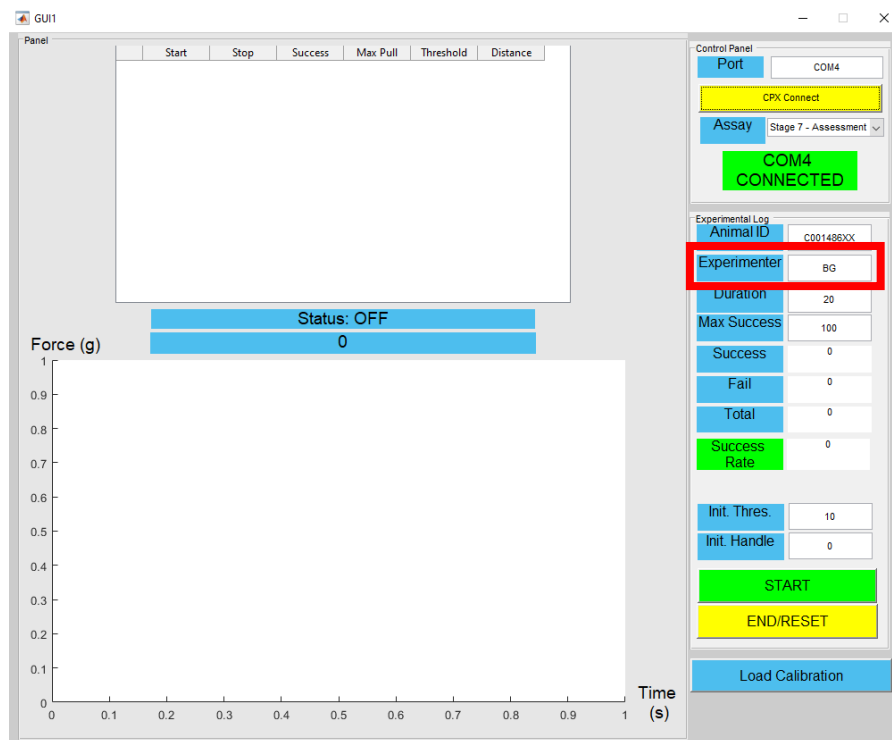 GUI1
Panel
Start Stop Success Max Pull Threshold Distance
Status: OFF
0
Force (g)
1
0.9
0.8
0.7
0.6
0.5
0.4
0.3
0.2
0.1
0
0 0.1 0.2 0.3 0.4 0.5 0.6 0.7 0.8 0.9 1
Time
(s)
Control Panel
Port COM4
CPX Connect
Assay Stage 7 - Assessment
COM4
CONNECTED
Experimental Log
Animal ID C001486XX
Experimenter BG
Duration 20
Max Success 100
Success 0
Fail 0
Total 0
Success 0
Rate
Init. Thres. 10
Init. Handle 0
START
END/RESET
Load Calibration